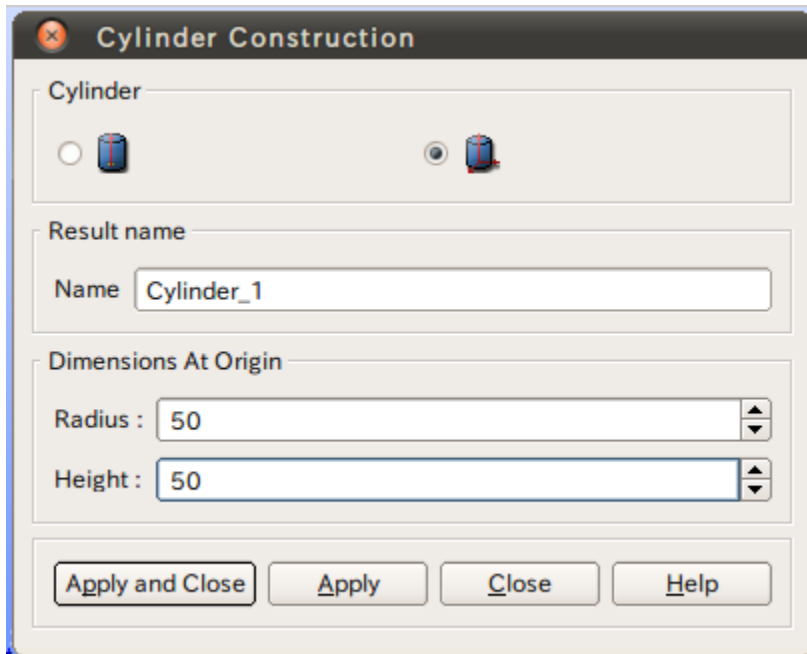 Cylinder Construction
Cylinder
Result name
Name Cylinder_1
Dimensions At Origin
Radius : 50
Height : 50
Apply and Close Apply Close Help